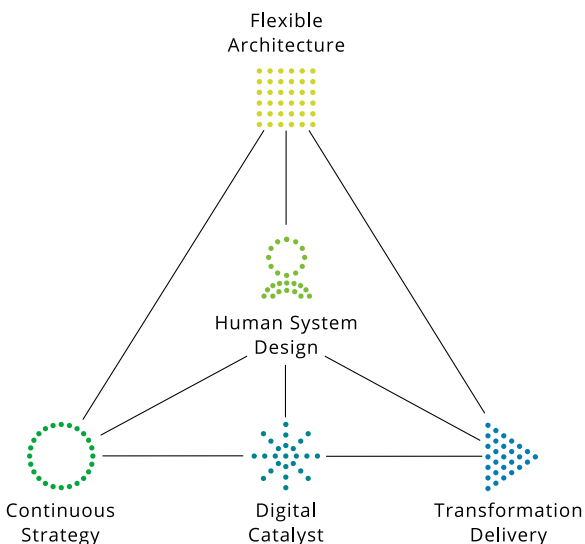 Flexible
Architecture
Human System
Design
Continuous
Strategy
Digital
Catalyst
Transformation
Delivery